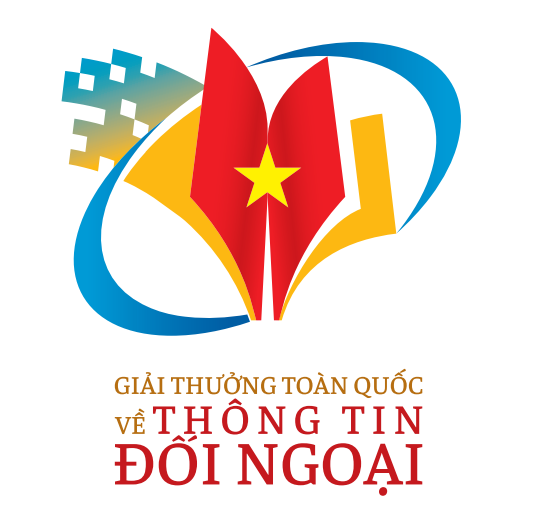 GIẢI THƯỞNG TOÀN QUỐC
VỀ THÔNG TIN
ĐỐI NGOẠI